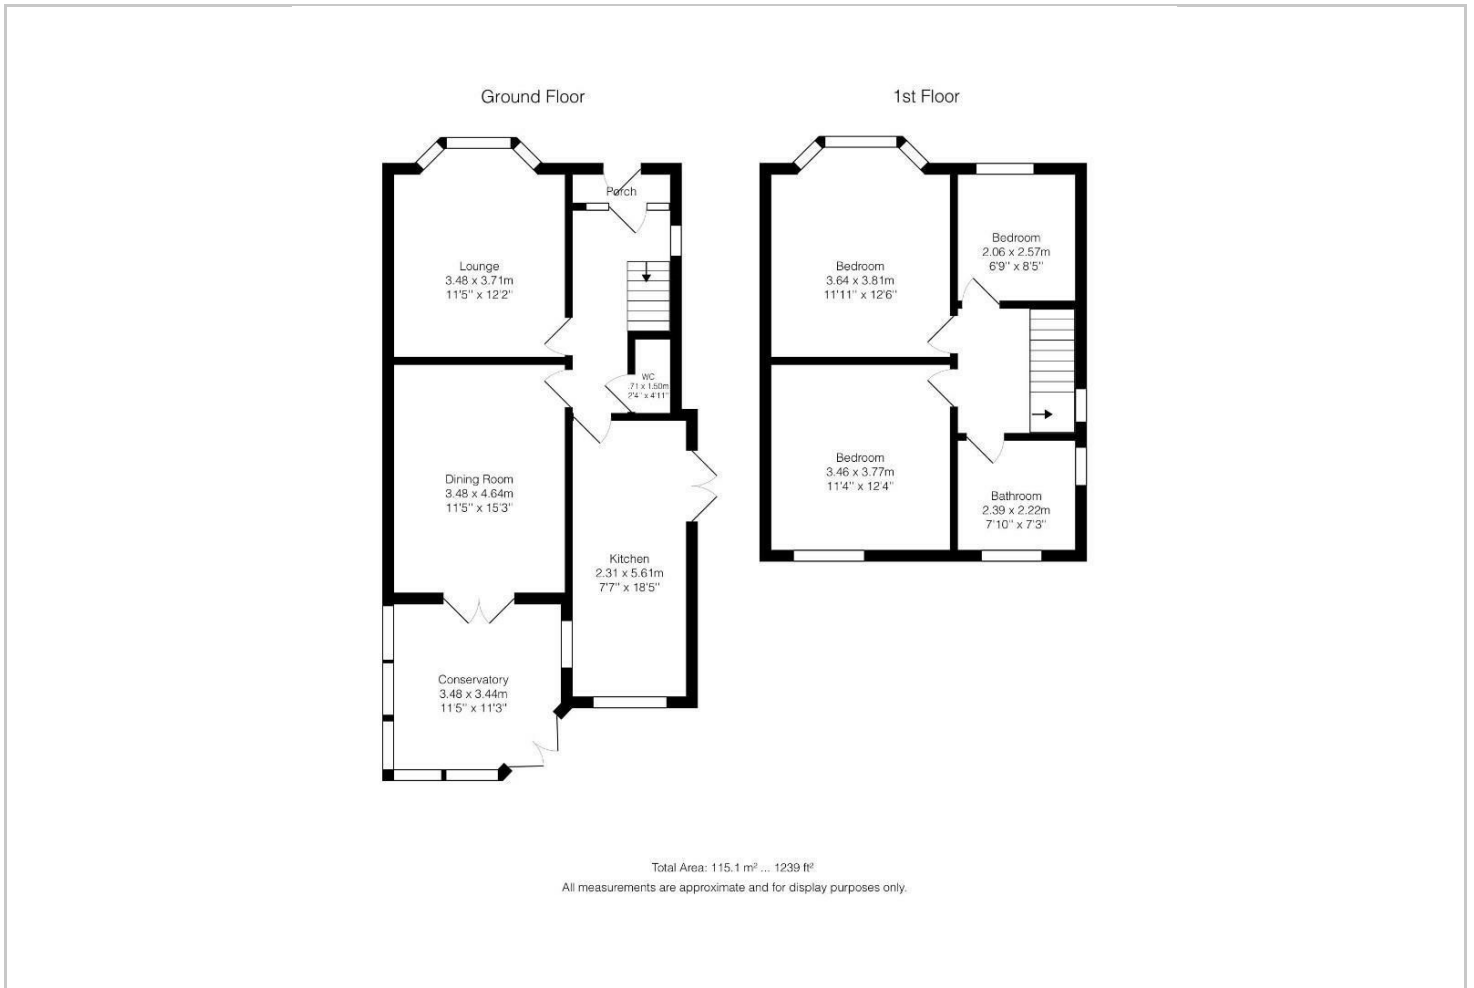 Ground Floor
1st Floor
Porch
Lounge
3.48 x 3.71m
11'5'' x 12'2''
WC
.71 x 1.50m
2'4'' x 4'11''
Dining Room
3.48 x 4.64m
11'5'' x 15'3''
Kitchen
2.31 x 5.61m
7'7'' x 18'5''
Conservatory
3.48 x 3.44m
11'5'' x 11'3''
Bedroom
2.06 x 2.57m
6'9'' x 8'5''
Bedroom
3.64 x 3.81m
11'11'' x 12'6''
Bedroom
3.46 x 3.77m
11'4'' x 12'4''
Bathroom
2.39 x 2.22m
7'10'' x 7'3''
Total Area: 115.1 m² ... 1239 ft²
All measurements are approximate and for display purposes only.